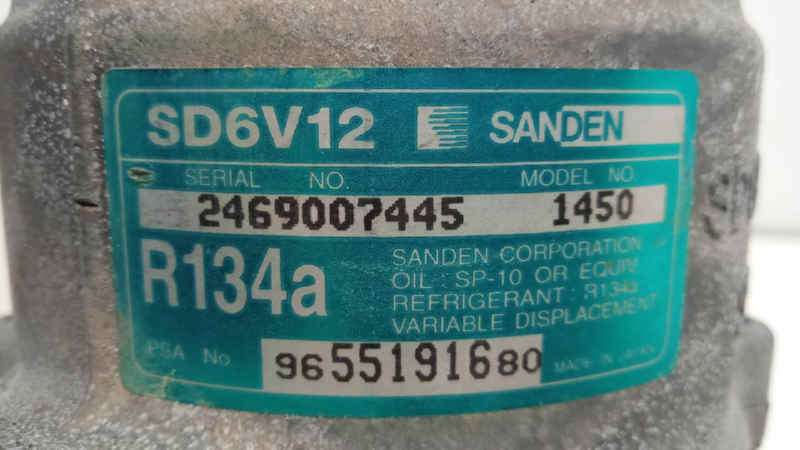 SD6V12 SANDEN
SERIAL NO. MODEL NO.
2469007445 1450
R134a
SANDEN CORPORATION
OIL : SP-10 OR EQUIV.
REFRIGERANT : R134a
VARIABLE DISPLACEMENT
PSA No 9655191680
MADE IN JAPAN